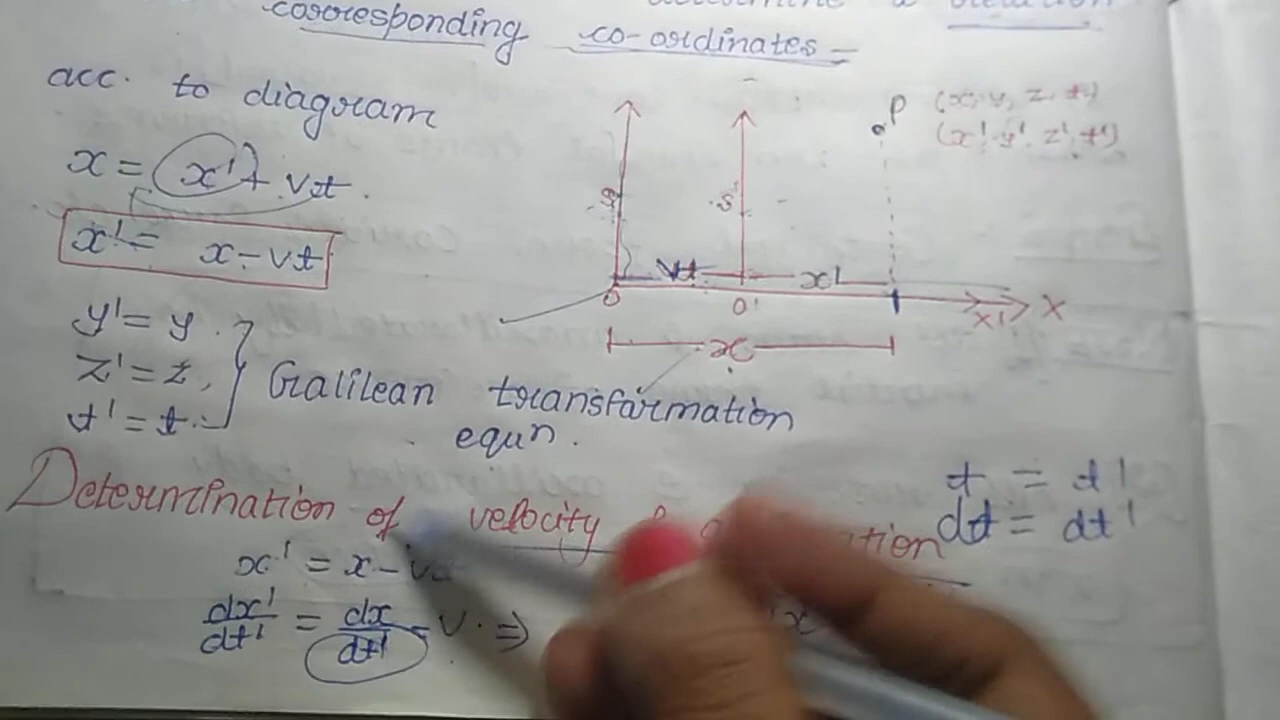 corresponding co-ordinates
acc. to diagram
x = x' + vt.
x' = x - vt
y' = y.
z' = z,
t' = t.
Galilean transformation
equn.
P (x, y, z, t)
(x', y', z', t')
S
S'
vt
x'
O
O'
x
X'
X
t = t'
dt = dt'
Determination of velocity &
x' = x - v
dx'/dt' = dx/dt' - v. ⇒